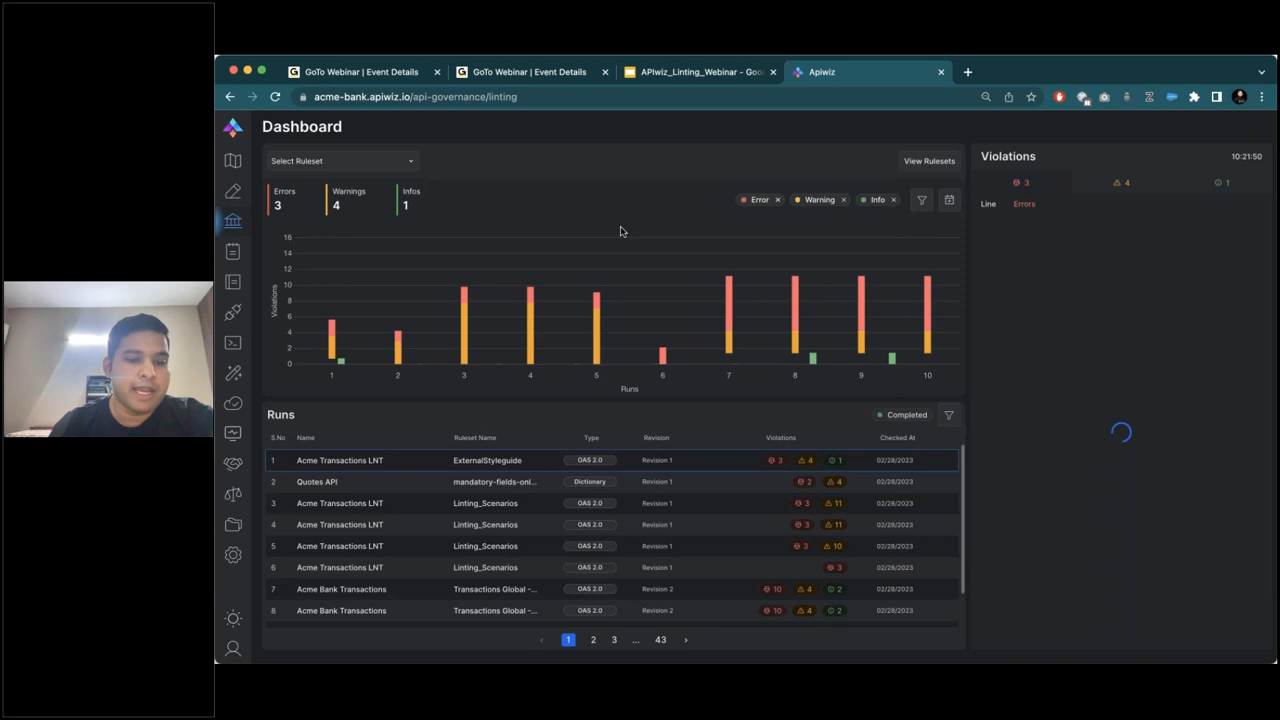 GoTo Webinar | Event Details
GoTo Webinar | Event Details
APIwiz_Linting_Webinar - Goo
Apiwiz
acme-bank.apiwiz.io/api-governance/linting
Dashboard
Select Ruleset
View Rulesets
Errors
3
Warnings
4
Infos
1
Error
Warning
Info
16
14
12
10
8
6
4
2
0
Violations
1 2 3 4 5 6 7 8 9 10
Runs
Runs
Completed
S.No Name Ruleset Name Type Revision Violations Checked At
1 Acme Transactions LNT ExternalStyleguide OAS 2.0 Revision 1 3 4 1 02/28/2023
2 Quotes API mandatory-fields-onl... Dictionary Revision 1 2 4 02/28/2023
3 Acme Transactions LNT Linting_Scenarios OAS 2.0 Revision 1 3 11 02/28/2023
4 Acme Transactions LNT Linting_Scenarios OAS 2.0 Revision 1 3 11 02/28/2023
5 Acme Transactions LNT Linting_Scenarios OAS 2.0 Revision 1 3 10 02/28/2023
6 Acme Transactions LNT Linting_Scenarios OAS 2.0 Revision 1 3 02/28/2023
7 Acme Bank Transactions Transactions Global -... OAS 2.0 Revision 2 10 4 2 02/28/2023
8 Acme Bank Transactions Transactions Global -... OAS 2.0 Revision 2 10 4 2 02/28/2023
1 2 3 ... 43
Violations
10:21:50
3 4 1
Line Errors